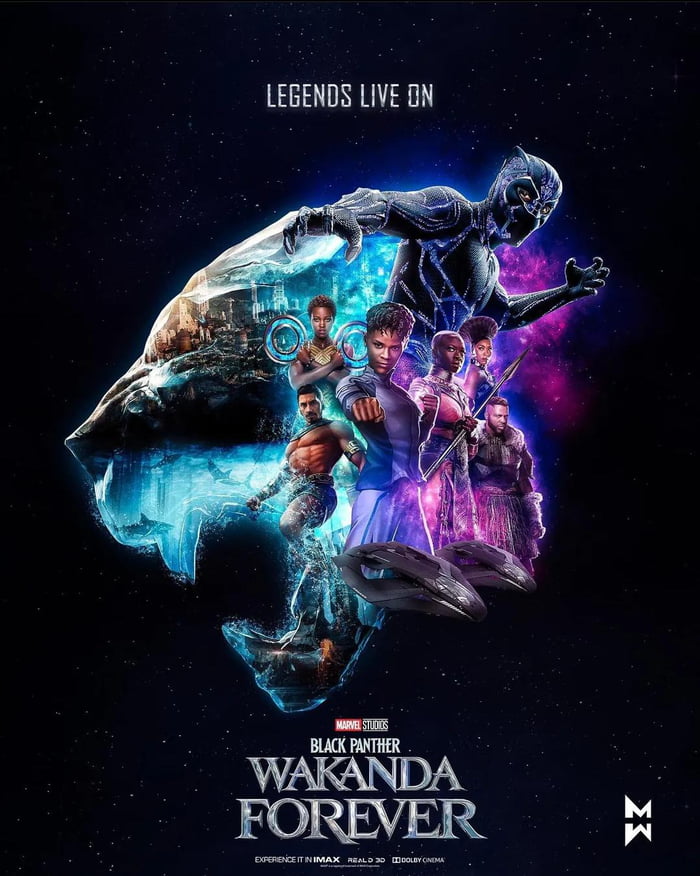 LEGENDS LIVE ON
MARVEL STUDIOS
BLACK PANTHER
WAKANDA
FOREVER
EXPERIENCE IT IN IMAX REALD 3D DOLBY CINEMA
M
W